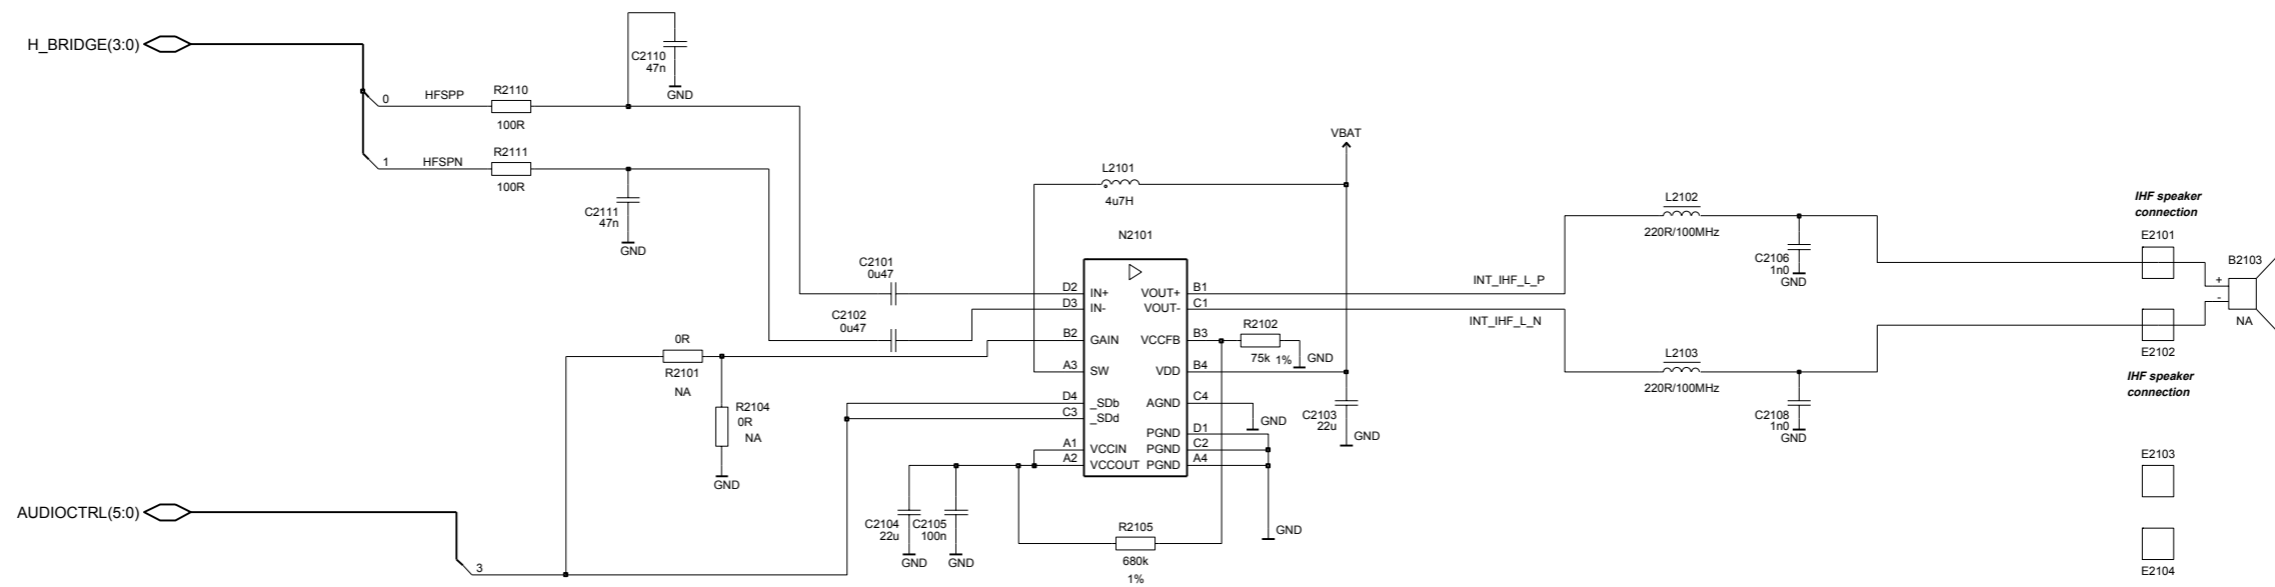 H_BRIDGE(3:0)
0
HFSPP
R2110
100R
C2110
47n
GND
1
HFSPN
R2111
100R
C2111
47n
GND
VBAT
L2101
4u7H
N2101
C2101
0u47
C2102
0u47
D2
IN+
D3
IN-
B2
GAIN
A3
SW
D4
_SDb
C3
_SDd
A1
VCCIN
A2
VCCOUT
VOUT+
B1
VOUT-
C1
VCCFB
B3
VDD
B4
AGND
C4
PGND
D1
PGND
C2
PGND
A4
R2102
75k 1%
GND
GND
C2103
22u
GND
GND
INT_IHF_L_P
INT_IHF_L_N
L2102
220R/100MHz
C2106
1n0
GND
L2103
220R/100MHz
C2108
1n0
GND
IHF speaker
connection
E2101
B2103
+
-
NA
E2102
IHF speaker
connection
E2103
E2104
0R
R2101
NA
R2104
0R
NA
GND
AUDIOCTRL(5:0)
3
C2104
22u
GND
C2105
100n
GND
R2105
680k
1%